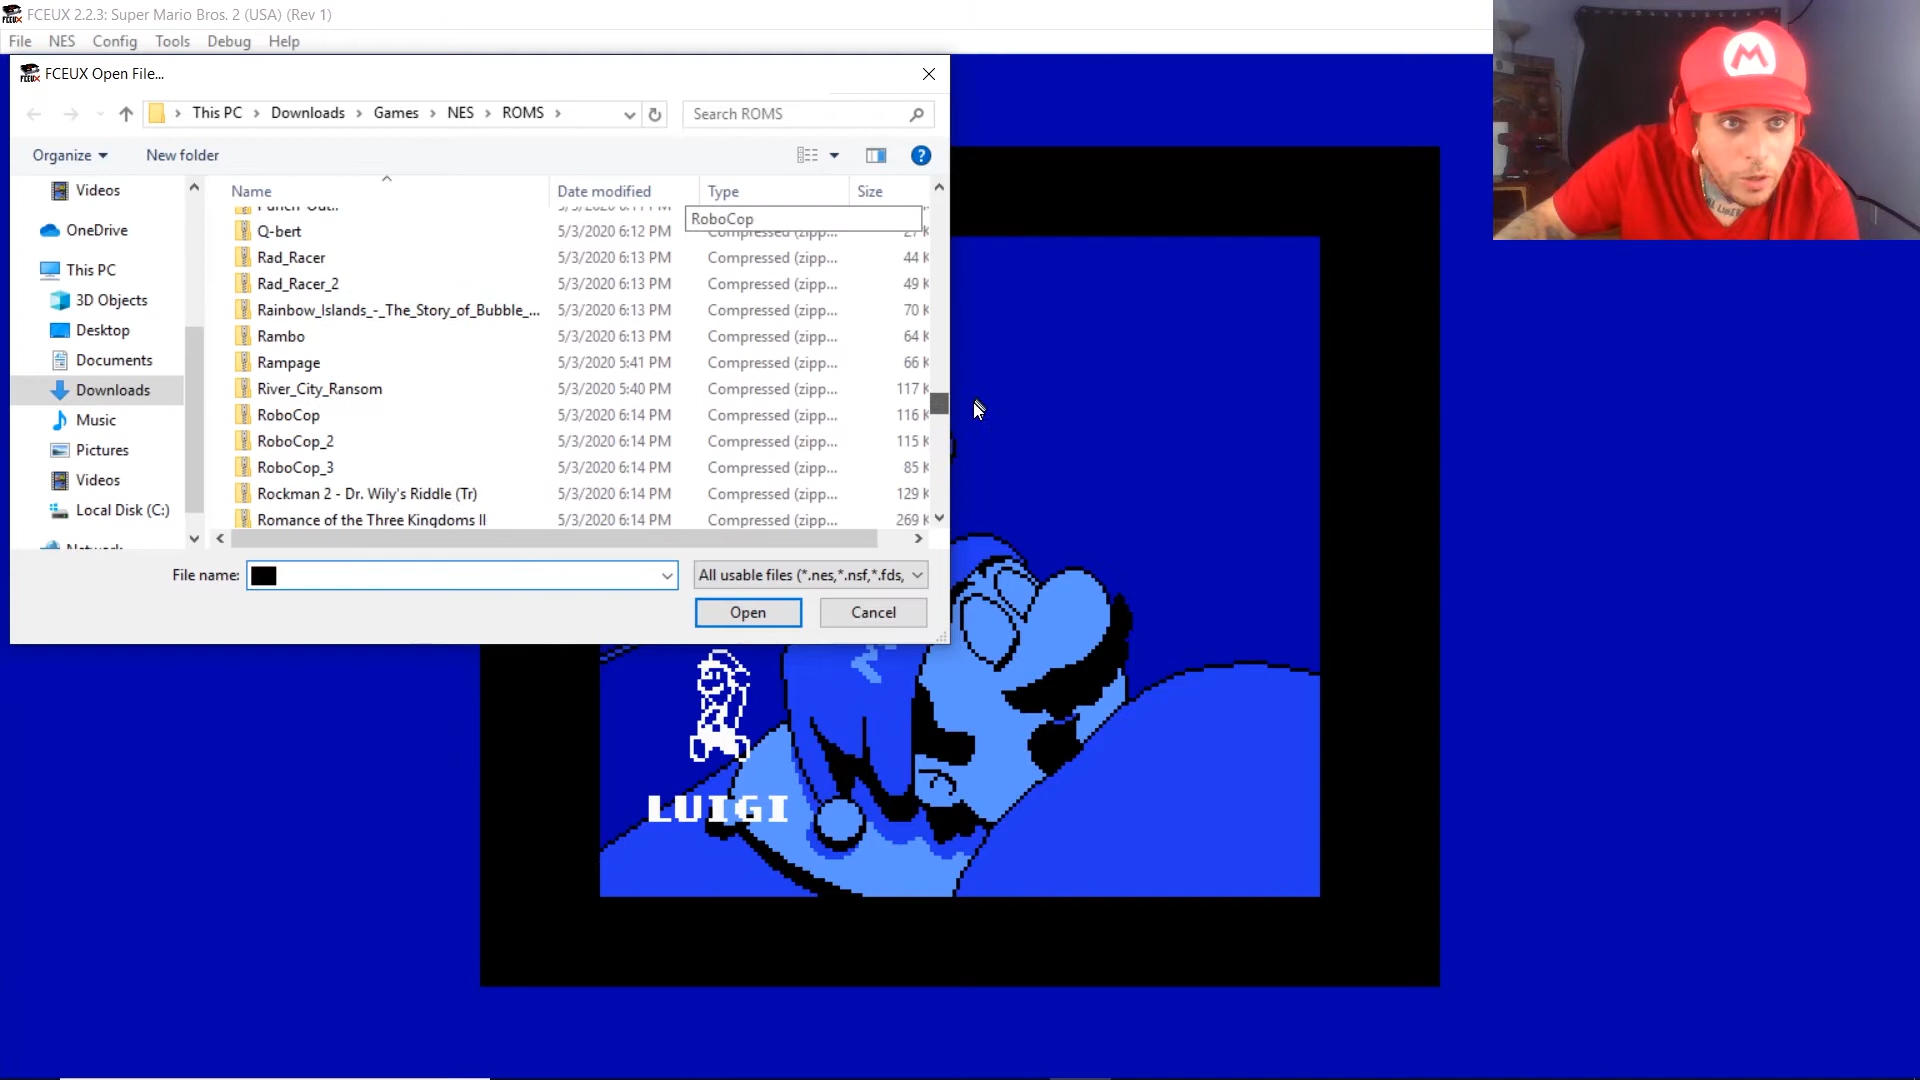 FCEUX 2.2.3: Super Mario Bros. 2 (USA) (Rev 1)
File NES Config Tools Debug Help
FCEUX Open File...
This PC > Downloads > Games > NES > ROMS >
Search ROMS
Organize New folder
Videos
OneDrive
This PC
3D Objects
Desktop
Documents
Downloads
Music
Pictures
Videos
Local Disk (C:)
Name Date modified Type Size
RoboCop
Q-bert 5/3/2020 6:12 PM Compressed (zipp...
Rad_Racer 5/3/2020 6:13 PM Compressed (zipp... 44 K
Rad_Racer_2 5/3/2020 6:13 PM Compressed (zipp... 49 K
Rainbow_Islands_-_The_Story_of_Bubble_... 5/3/2020 6:13 PM Compressed (zipp... 70 K
Rambo 5/3/2020 6:13 PM Compressed (zipp... 64 K
Rampage 5/3/2020 5:41 PM Compressed (zipp... 66 K
River_City_Ransom 5/3/2020 5:40 PM Compressed (zipp... 117 K
RoboCop 5/3/2020 6:14 PM Compressed (zipp... 116 K
RoboCop_2 5/3/2020 6:14 PM Compressed (zipp... 115 K
RoboCop_3 5/3/2020 6:14 PM Compressed (zipp... 85 K
Rockman 2 - Dr. Wily's Riddle (Tr) 5/3/2020 6:14 PM Compressed (zipp... 129 K
Romance of the Three Kingdoms II 5/3/2020 6:14 PM Compressed (zipp... 269 K
File name:
All usable files (*.nes,*.nsf,*.fds,
Open Cancel
LUIGI
M